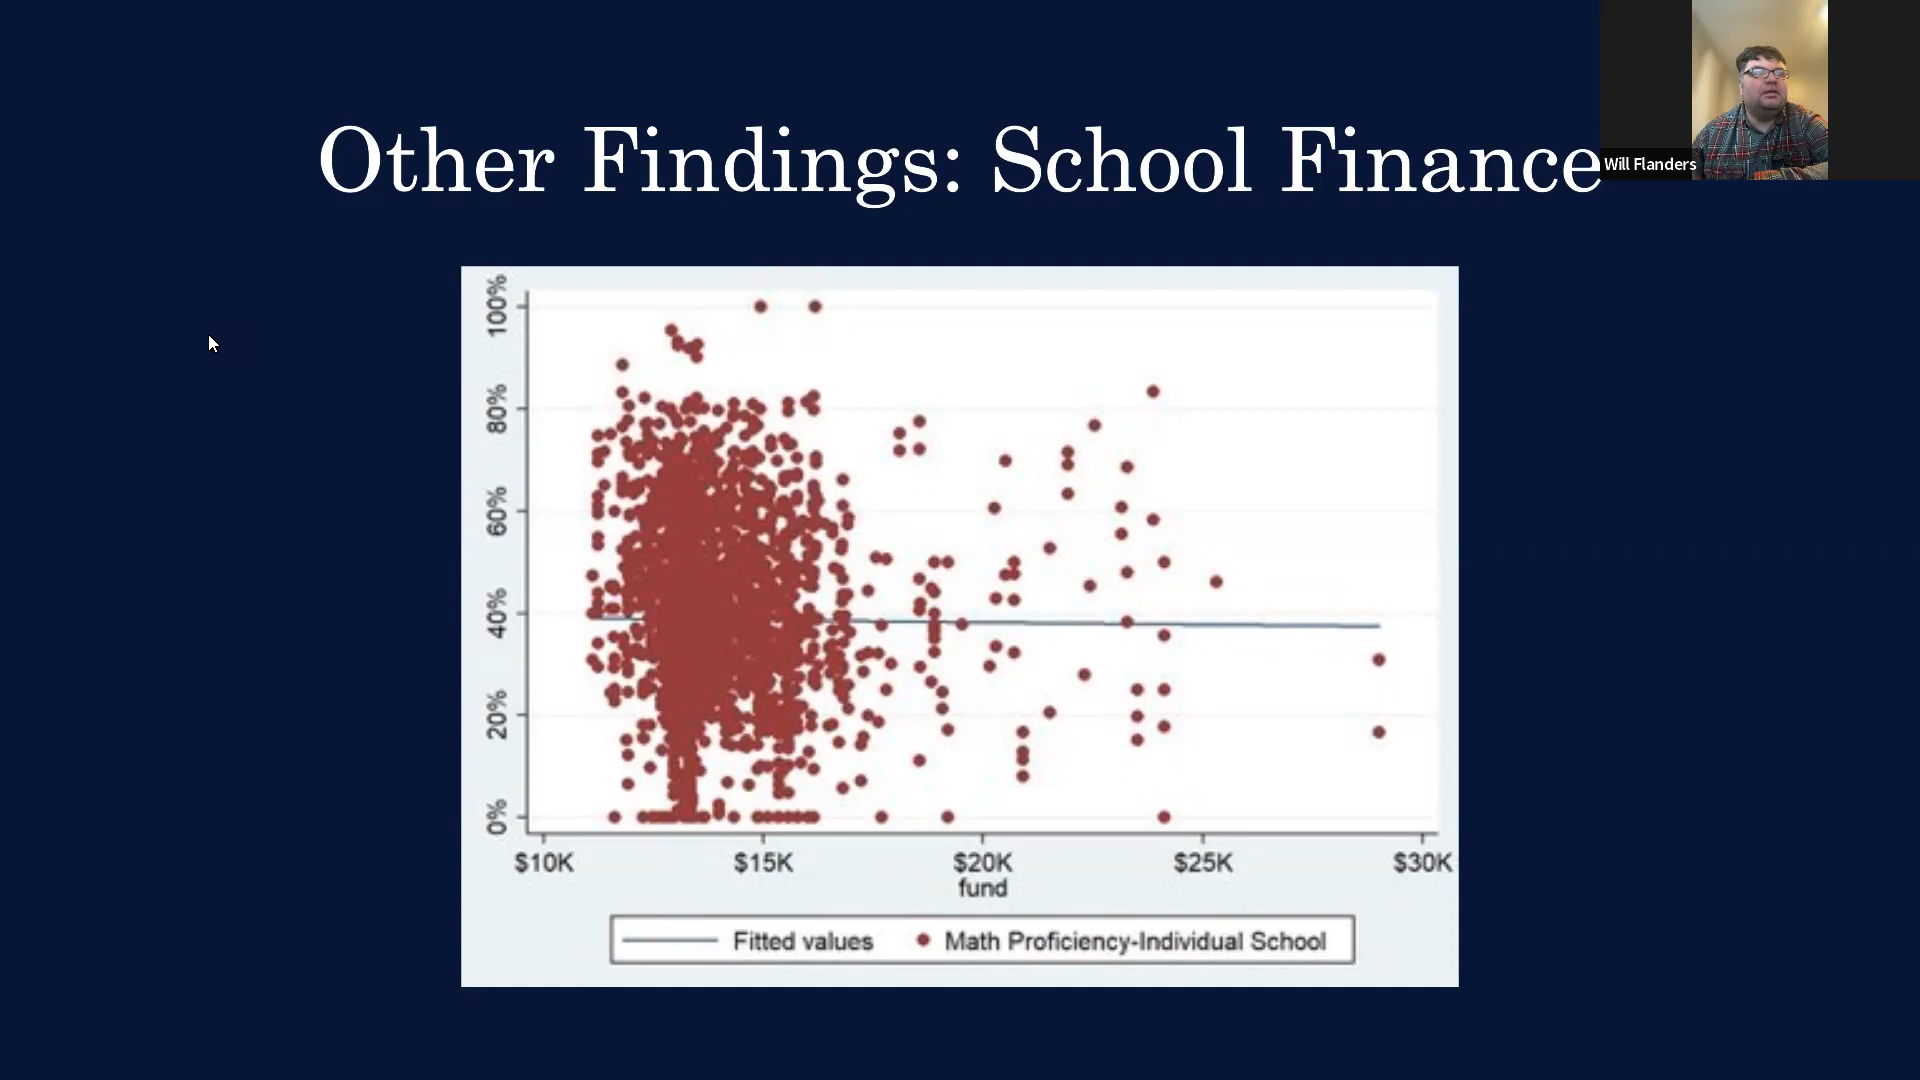 Other Findings: School Finance
Will Flanders
100%
80%
60%
40%
20%
0%
$10K $15K $20K $25K $30K
fund
Fitted values Math Proficiency-Individual School